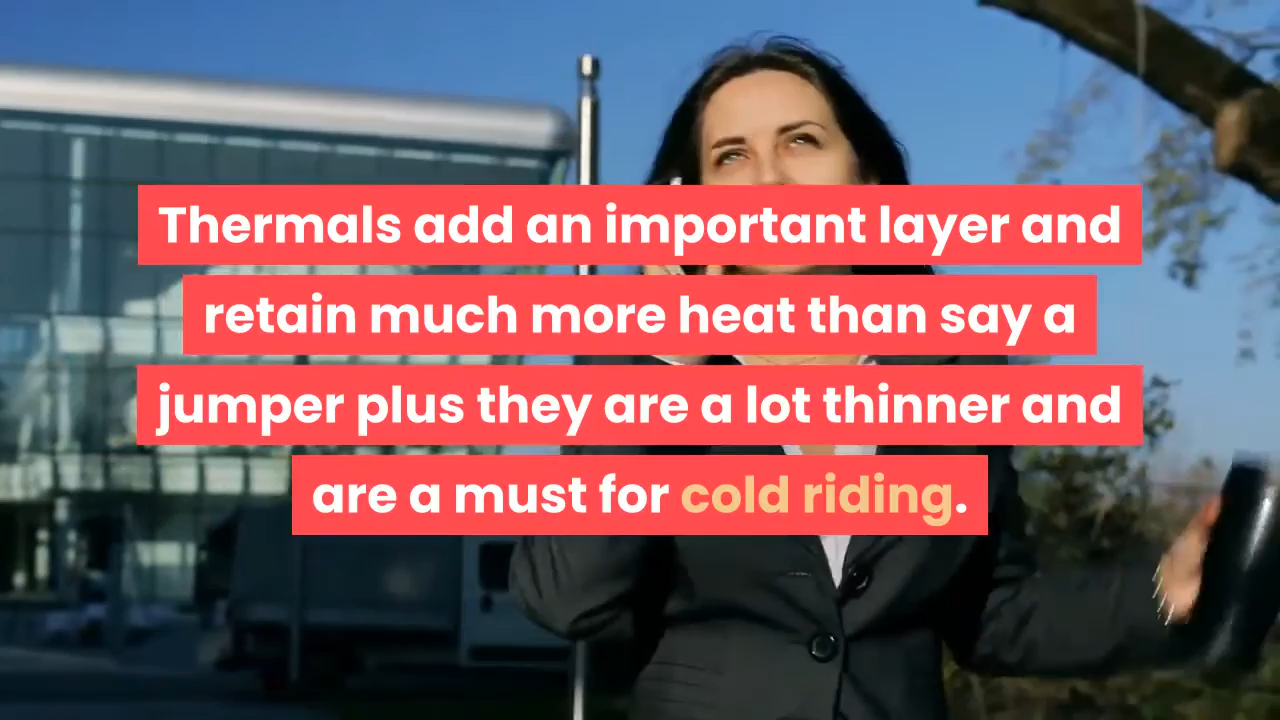 Thermals add an important layer and
retain much more heat than say a
jumper plus they are a lot thinner and
are a must for cold riding.